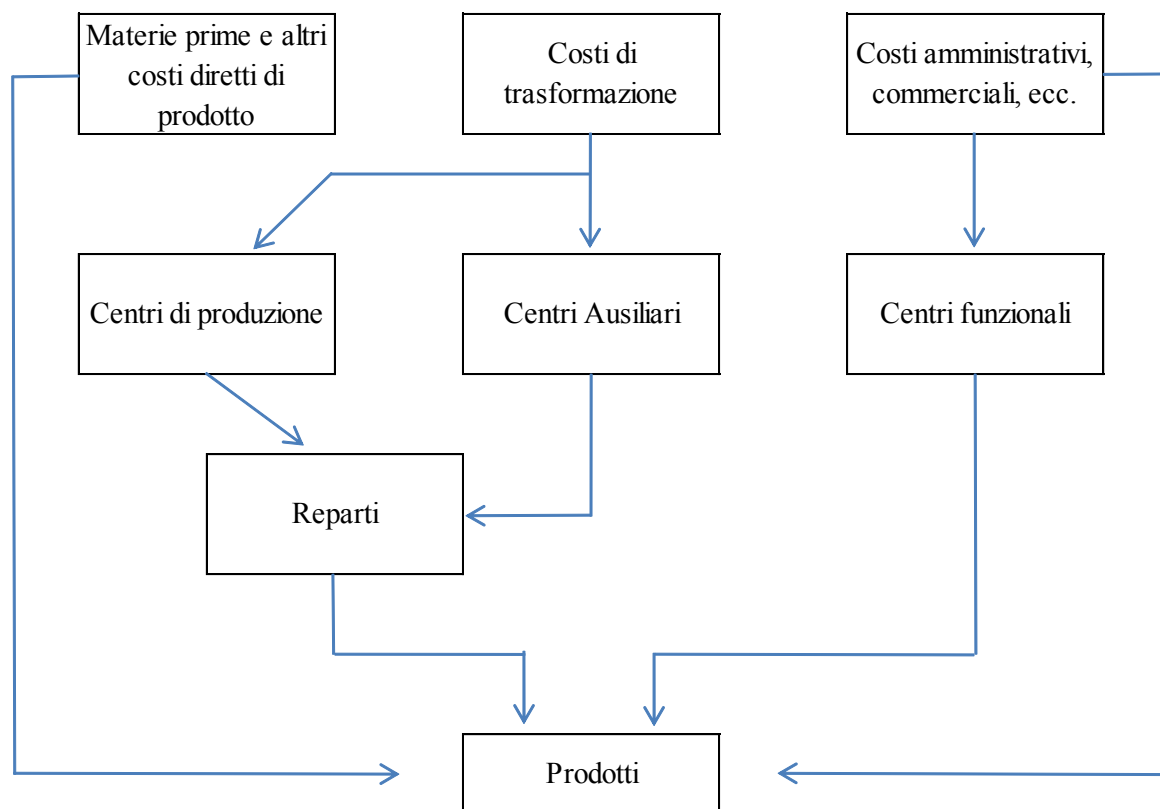 Materie prime e altri
costi diretti di
prodotto
Costi di
trasformazione
Costi amministrativi,
commerciali, ecc.
Centri di produzione
Centri Ausiliari
Centri funzionali
Reparti
Prodotti